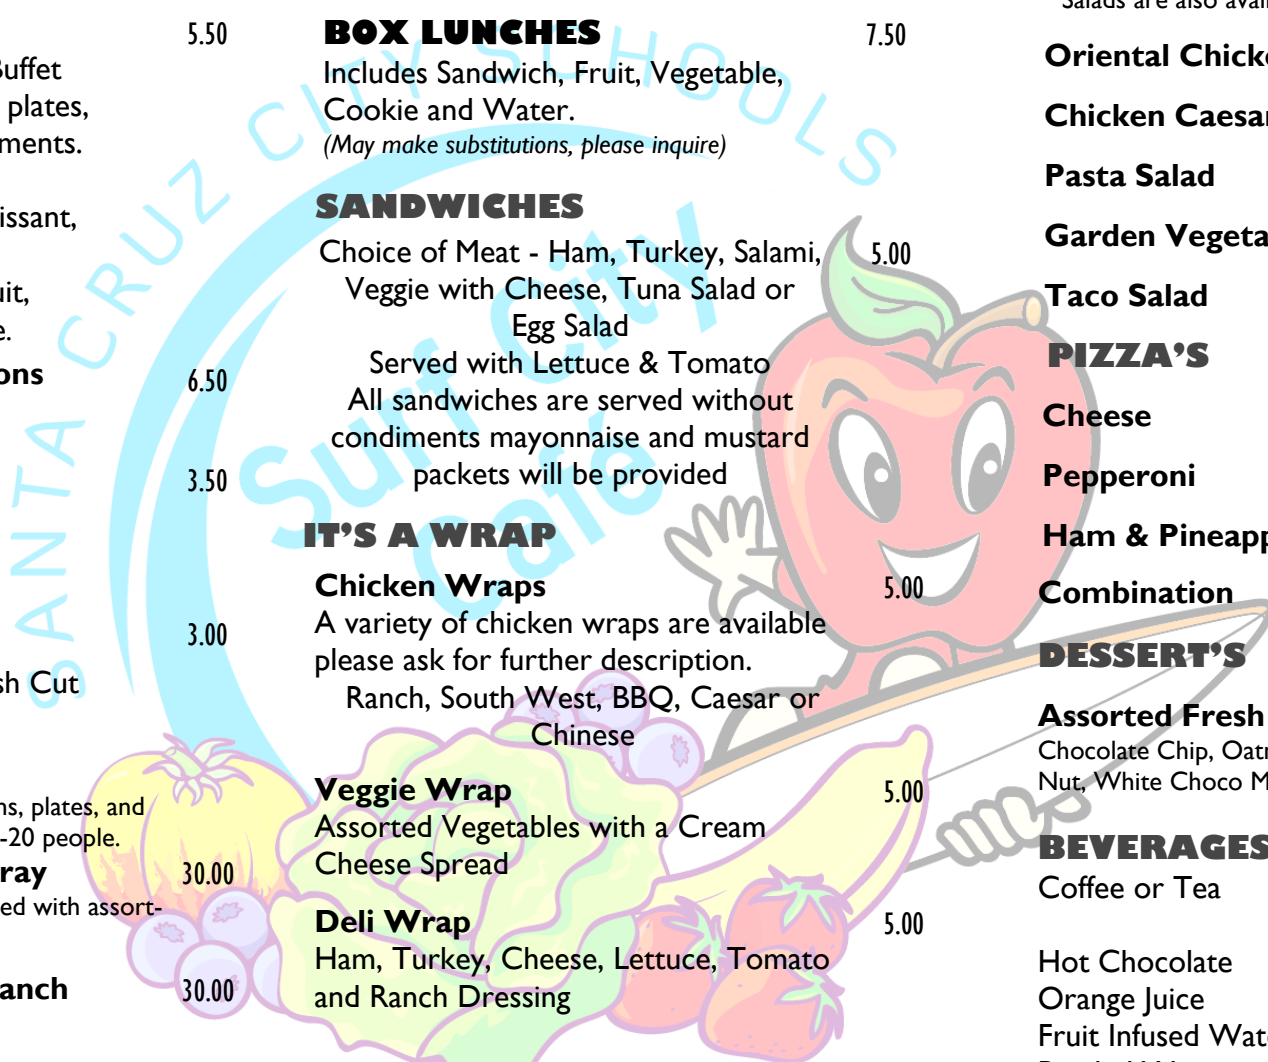 5.50
Buffet
plates,
ments.
issant,
uit,
e.
ons
6.50
3.50
3.00
sh Cut
ns, plates, and
-20 people.
ray
30.00
ed with assort-
anch
30.00
BOX LUNCHES
7.50
Includes Sandwich, Fruit, Vegetable,
Cookie and Water.
(May make substitutions, please inquire)
SANDWICHES
Choice of Meat - Ham, Turkey, Salami,
5.00
Veggie with Cheese, Tuna Salad or
Egg Salad
Served with Lettuce & Tomato
All sandwiches are served without
condiments mayonnaise and mustard
packets will be provided
IT'S A WRAP
Chicken Wraps
5.00
A variety of chicken wraps are available
please ask for further description.
Ranch, South West, BBQ, Caesar or
Chinese
Veggie Wrap
5.00
Assorted Vegetables with a Cream
Cheese Spread
Deli Wrap
5.00
Ham, Turkey, Cheese, Lettuce, Tomato
and Ranch Dressing
Salads are also avai
Oriental Chick
Chicken Caesa
Pasta Salad
Garden Vegeta
Taco Salad
PIZZA'S
Cheese
Pepperoni
Ham & Pineap
Combination
DESSERT'S
Assorted Fresh
Chocolate Chip, Oat
Nut, White Choco M
BEVERAGES
Coffee or Tea
Hot Chocolate
Orange Juice
Fruit Infused Wat
SANTA CRUZ CITY SCHOOLS
Surf City
Café